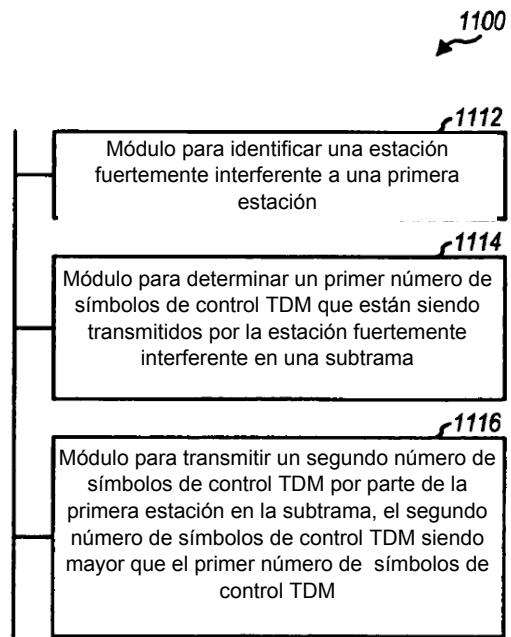 1100
1112
Módulo para identificar una estación
fuertemente interferente a una primera
estación
1114
Módulo para determinar un primer número de
símbolos de control TDM que están siendo
transmitidos por la estación fuertemente
interferente en una subtrama
1116
Módulo para transmitir un segundo número de
símbolos de control TDM por parte de la
primera estación en la subtrama, el segundo
número de símbolos de control TDM siendo
mayor que el primer número de símbolos de
control TDM